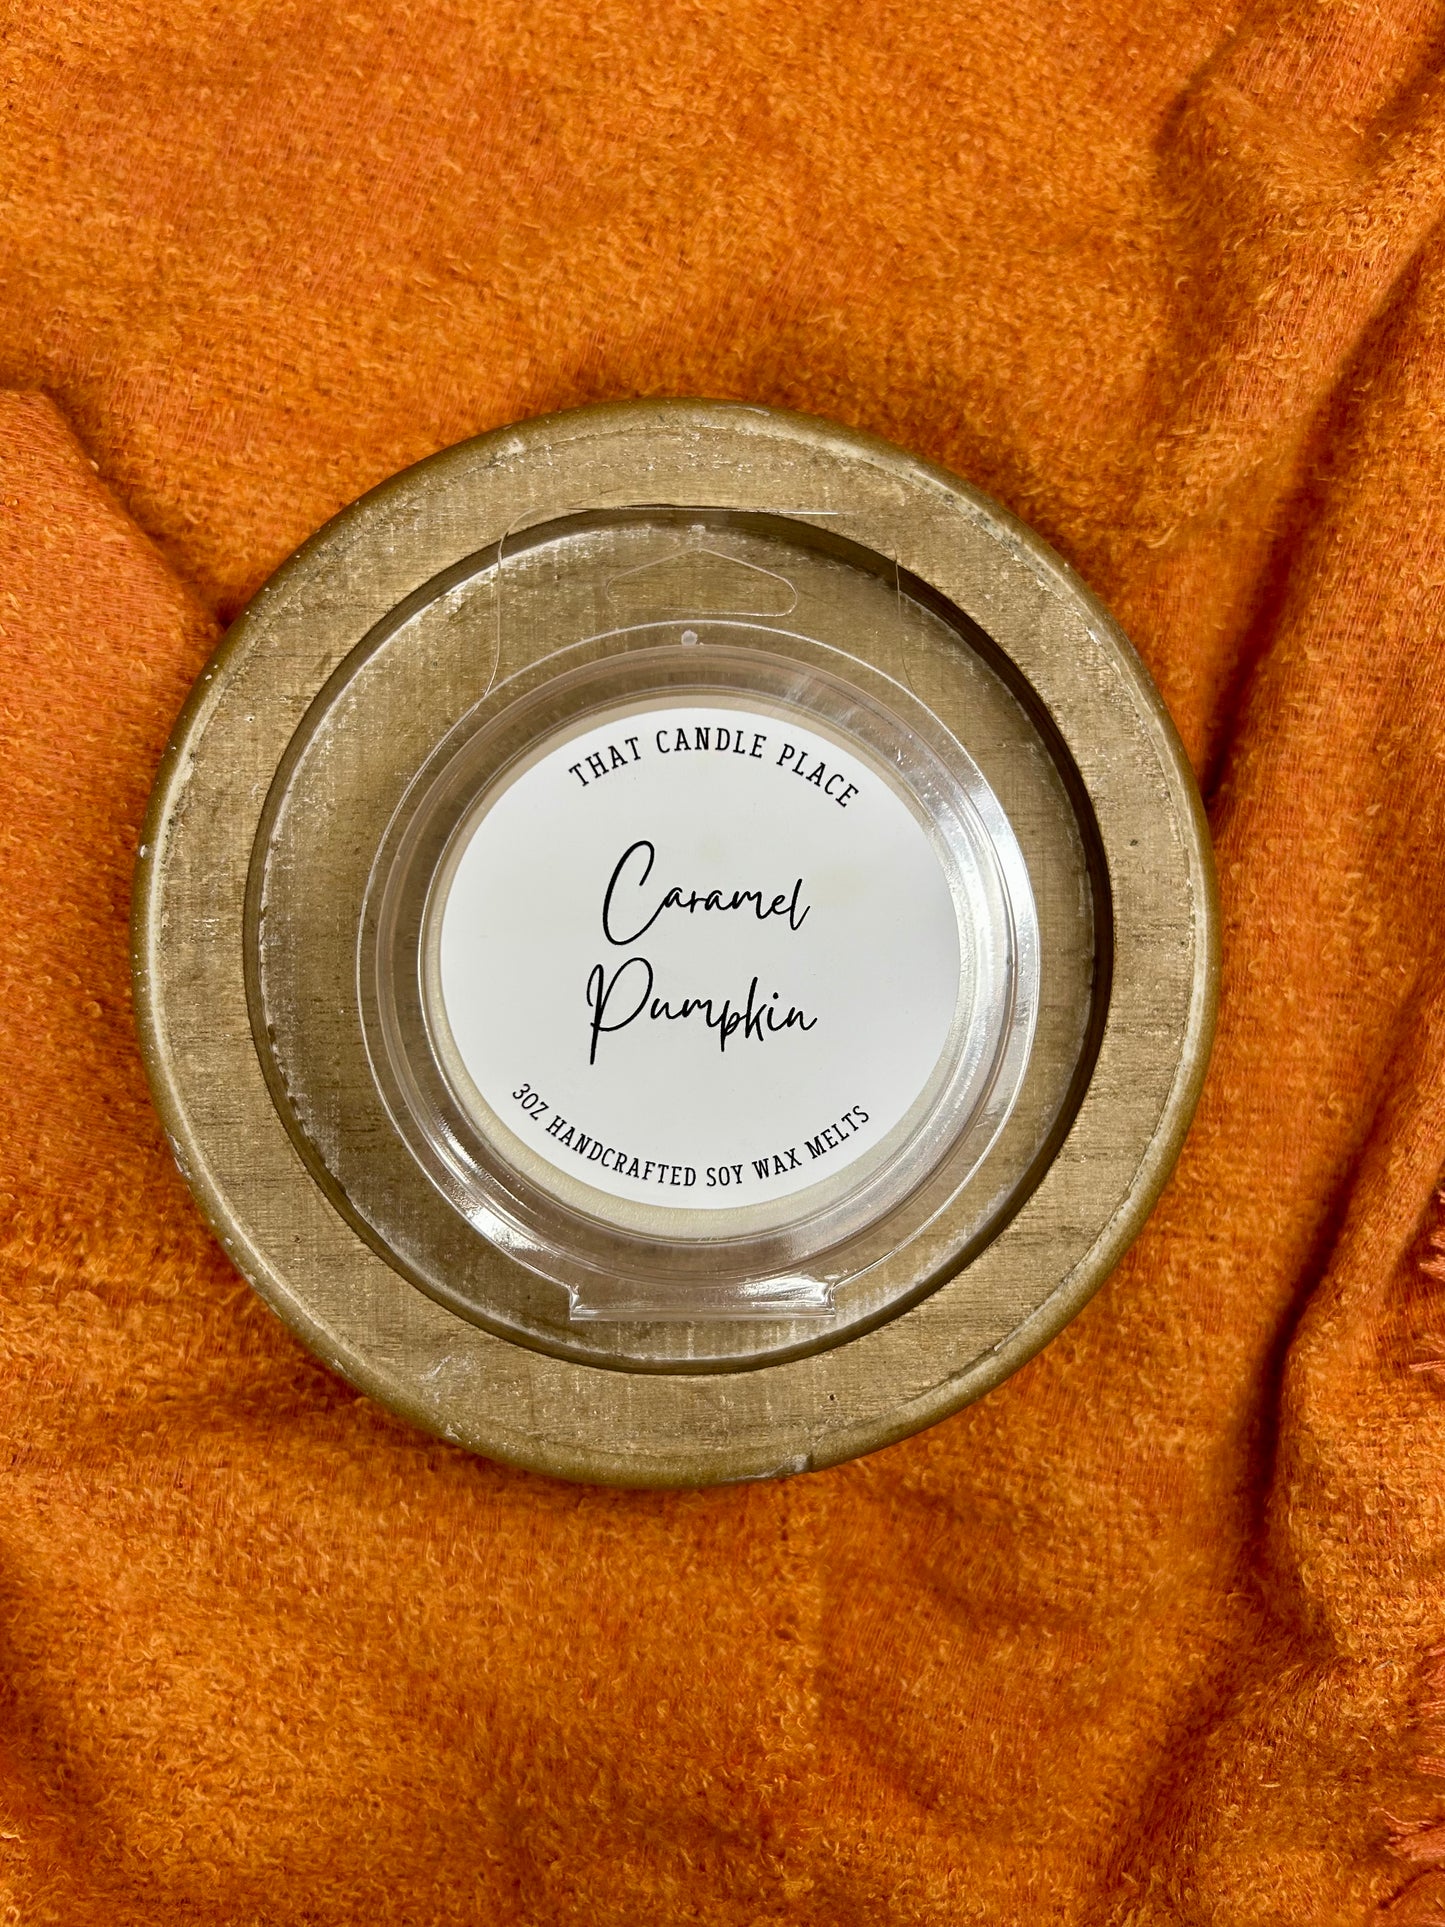 THAT CANDLE PLACE
Caramel
Pumpkin
3OZ HANDCRAFTED SOY WAX MELTS